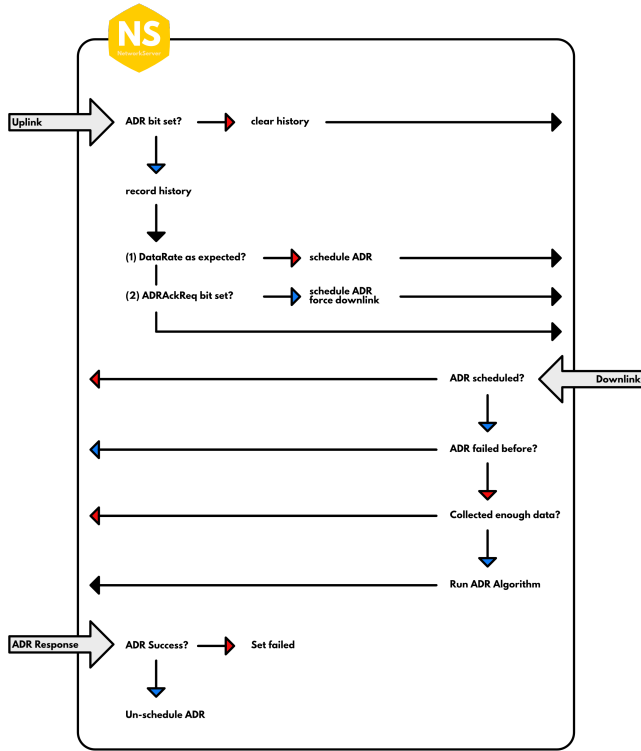 NS
NetworkServer
Uplink
ADR bit set?
clear history
record history
(1) DataRate as expected?
schedule ADR
(2) ADRAckReq bit set?
schedule ADR
force downlink
ADR scheduled?
Downlink
ADR failed before?
Collected enough data?
Run ADR Algorithm
ADR Response
ADR Success?
Set failed
Un-schedule ADR